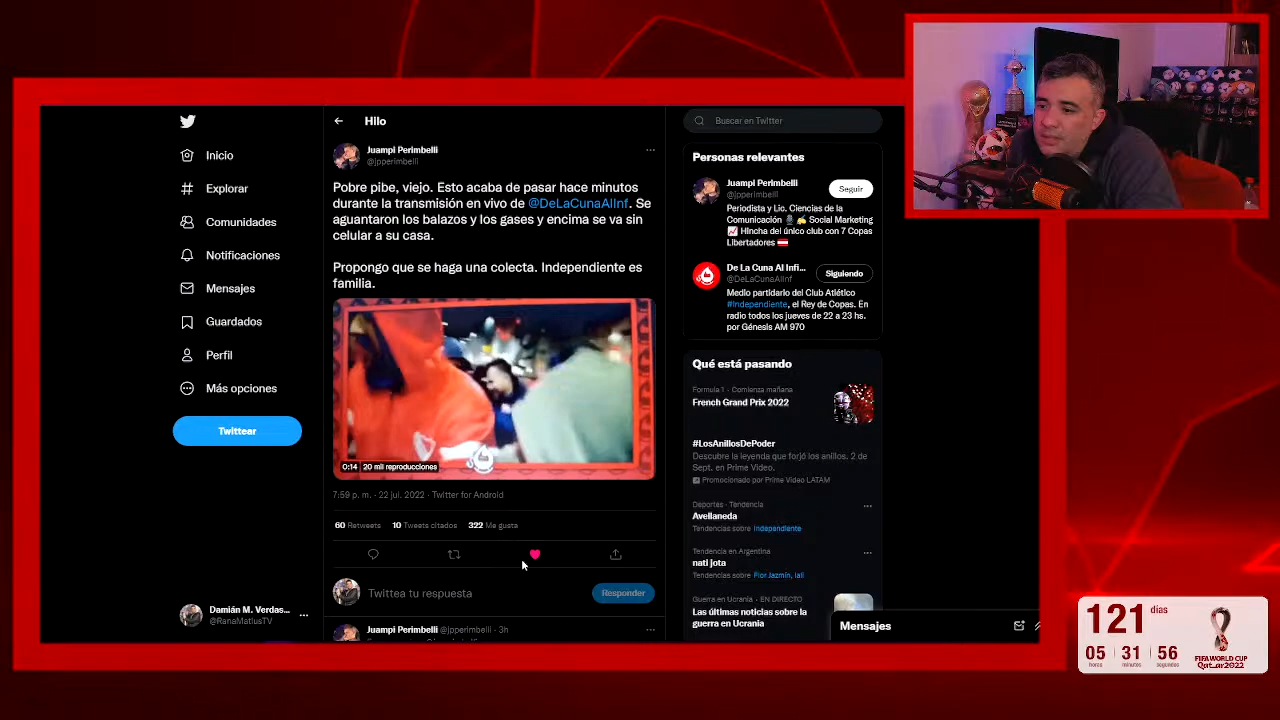 Inicio
Explorar
Comunidades
Notificaciones
Mensajes
Guardados
Perfil
Más opciones
Twittear
Damián M. Verdas...
@RanaMatiusTV
Hilo
Juampi Perimbelli
@jpperimbelli
Pobre pibe, viejo. Esto acaba de pasar hace minutos
durante la transmisión en vivo de @DeLaCunaAlInf. Se
aguantaron los balazos y los gases y encima se va sin
celular a su casa.
Propongo que se haga una colecta. Independiente es
familia.
0:14 20 mil reproducciones
7:59 p. m. · 22 jul. 2022 · Twitter for Android
60 Retweets 10 Tweets citados 322 Me gusta
Twittea tu respuesta
Responder
Juampi Perimbelli @jpperimbelli · 3h
Buscar en Twitter
Personas relevantes
Juampi Perimbelli
@jpperimbelli
Seguir
Periodista y Lic. Ciencias de la
Comunicación Social Marketing
Hincha del único club con 7 Copas
Libertadores
De La Cuna Al Infi...
@DeLaCunaAlInf
Siguiendo
Medio partidario del Club Atlético
#Independiente, el Rey de Copas. En
radio todos los jueves de 22 a 23 hs.
por Génesis AM 970
Qué está pasando
Formula 1 · Comienza mañana
French Grand Prix 2022
#LosAnillosDePoder
Descubre la leyenda que forjó los anillos. 2 de
Sept. en Prime Video.
Promocionado por Prime Video LATAM
Deportes · Tendencia
Avellaneda
Tendencias sobre Independiente
Tendencia en Argentina
nati jota
Tendencias sobre Flor Jazmín, lali
Guerra en Ucrania · EN DIRECTO
Las últimas noticias sobre la
guerra en Ucrania
Mensajes
121 días
05 31 56
horas minutos segundos
FIFA WORLD CUP
Qatar2022